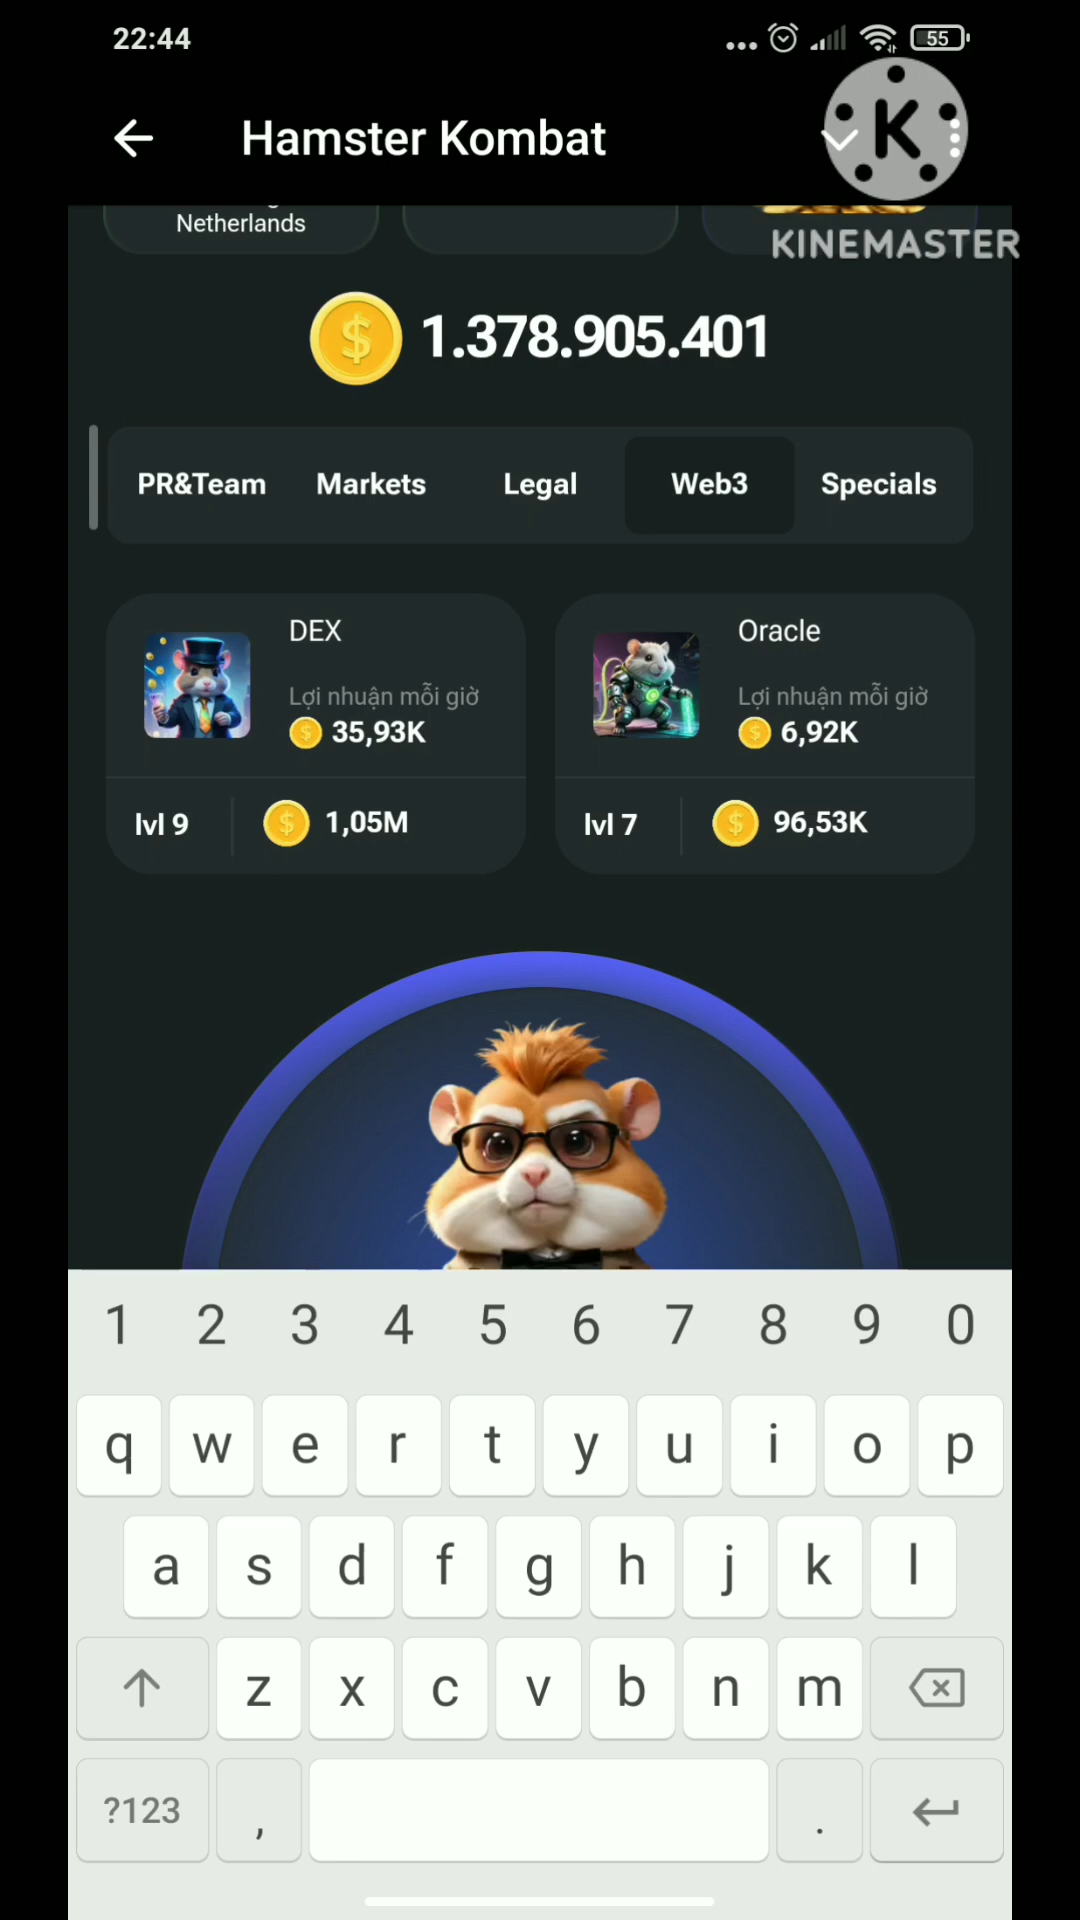 22:44
55
Hamster Kombat
K
KINEMASTER
Netherlands
1.378.905.401
PR&Team Markets Legal Web3 Specials
DEX
Lợi nhuận mỗi giờ
35,93K
lvl 9
1,05M
Oracle
Lợi nhuận mỗi giờ
6,92K
lvl 7
96,53K
1 2 3 4 5 6 7 8 9 0
q w e r t y u i o p
a s d f g h j k l
z x c v b n m
?123 , .